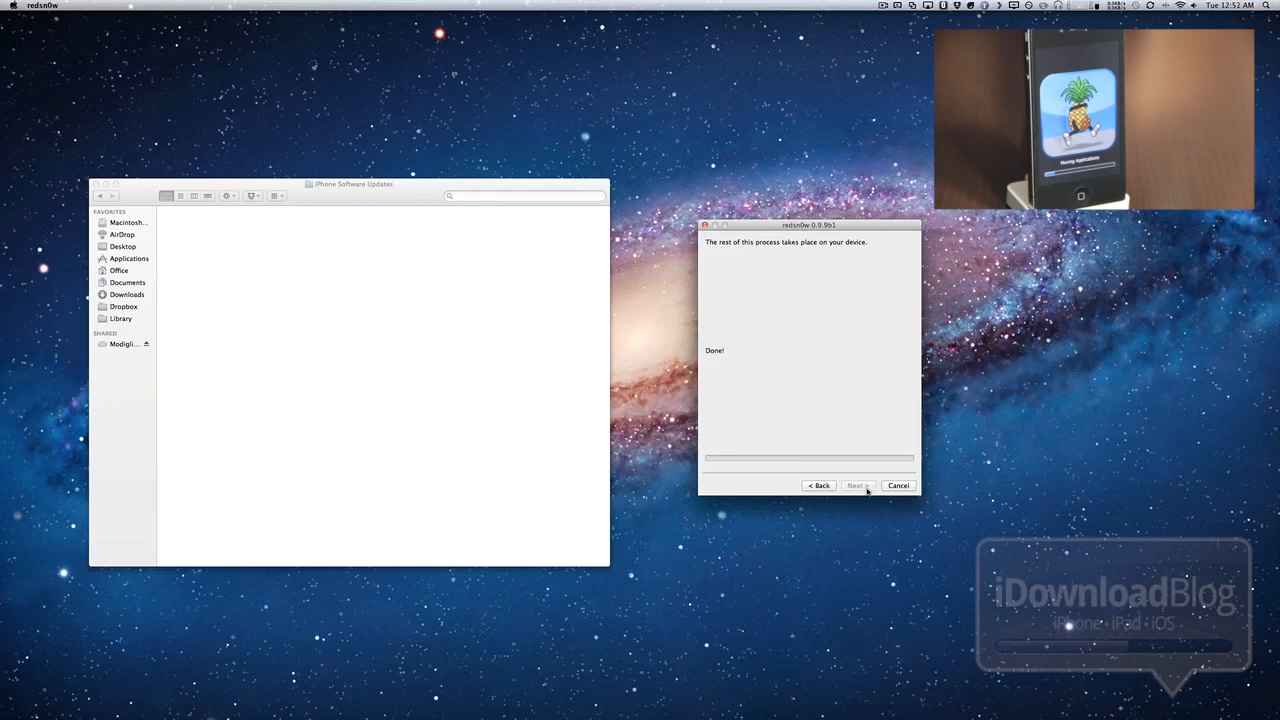 redsn0w
Tue 12:52 AM
Moving Applications
iPhone Software Updates
FAVORITES
Macintosh...
AirDrop
Desktop
Applications
Office
Documents
Downloads
Dropbox
Library
SHARED
Modigli...
redsn0w 0.9.9b1
The rest of this process takes place on your device.
Done!
< Back
Next >
Cancel
iDownloadBlog
iPhone • iPad • iOS